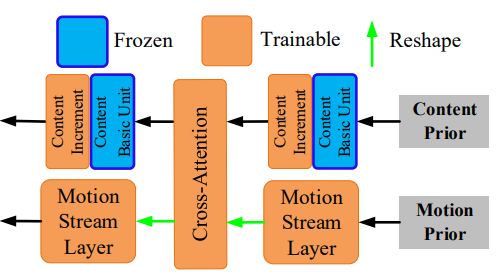 Frozen
Trainable
Reshape
Content
Increment
Content
Basic Unit
Cross-Attention
Content
Increment
Content
Basic Unit
Content
Prior
Motion
Stream
Layer
Motion
Stream
Layer
Motion
Prior